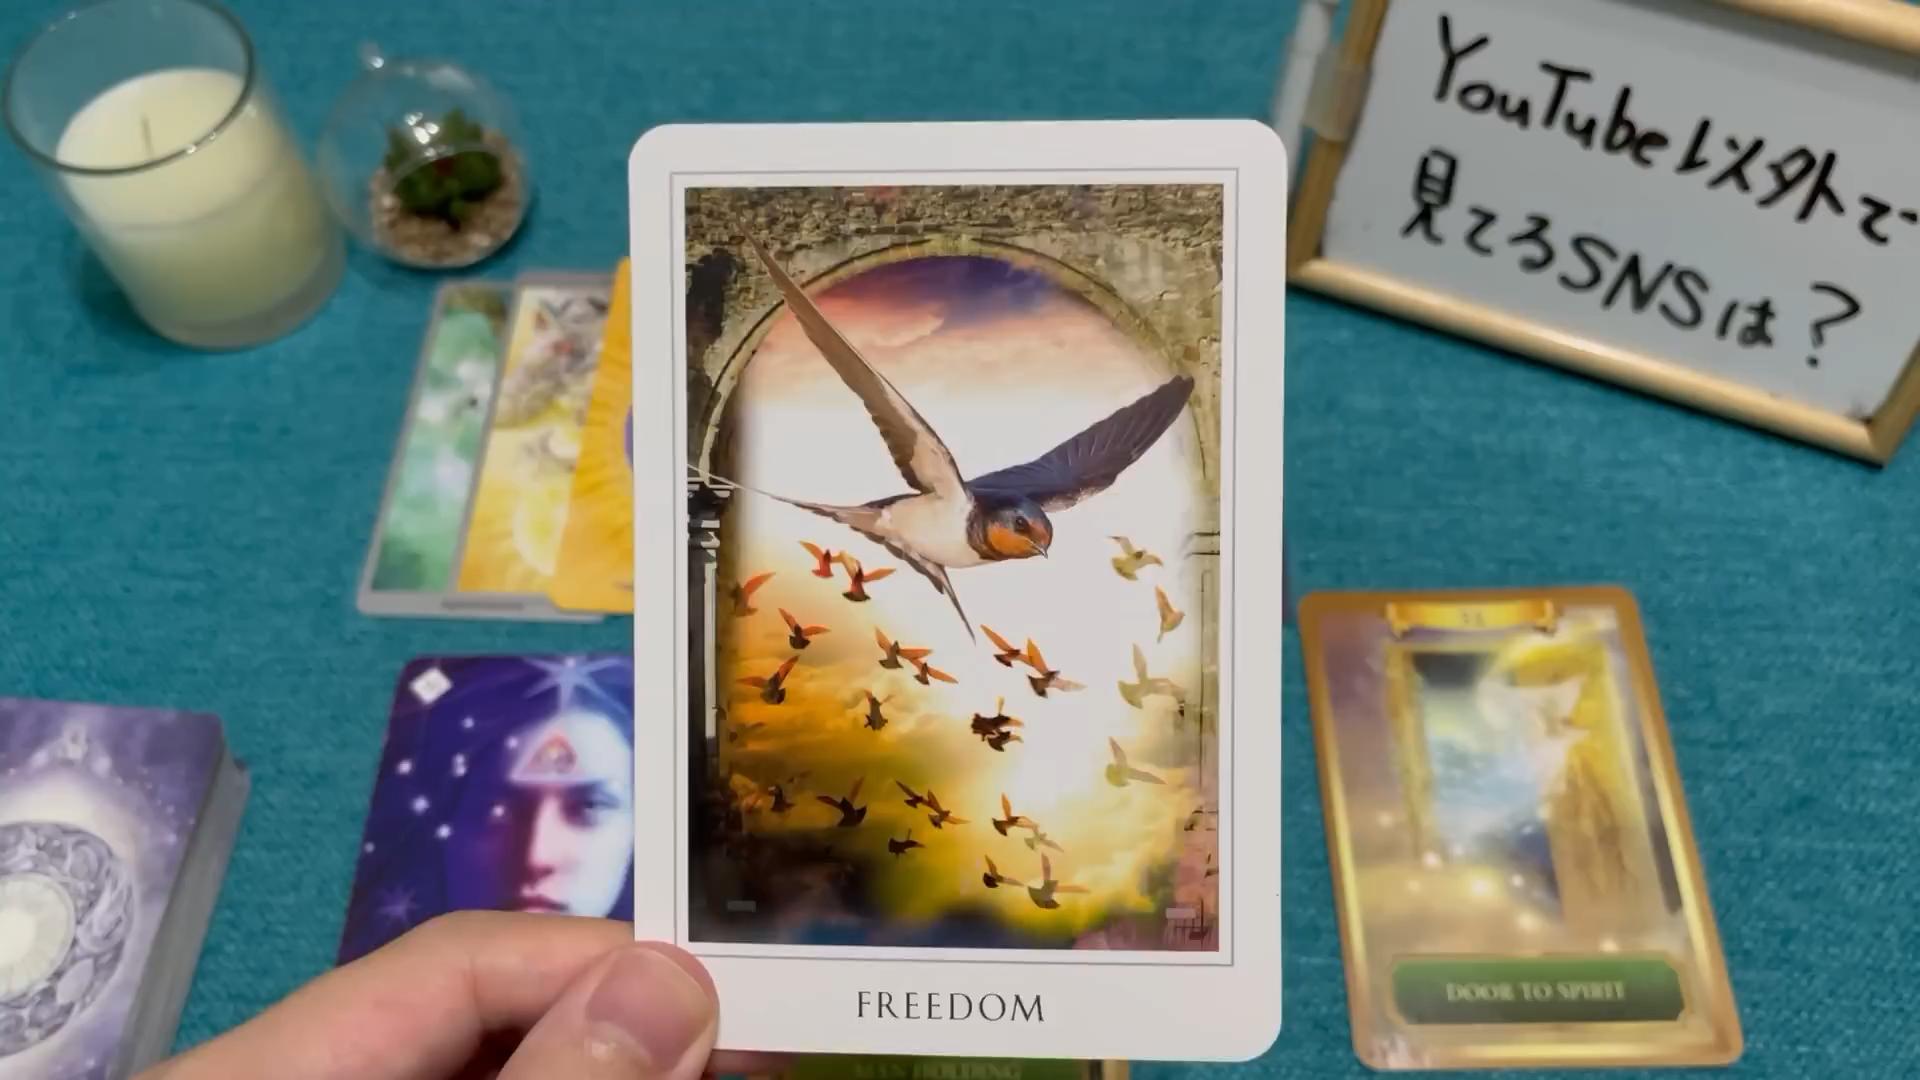 YouTube以外で
見てるSNSは?
FREEDOM
DOOR TO SPIRIT